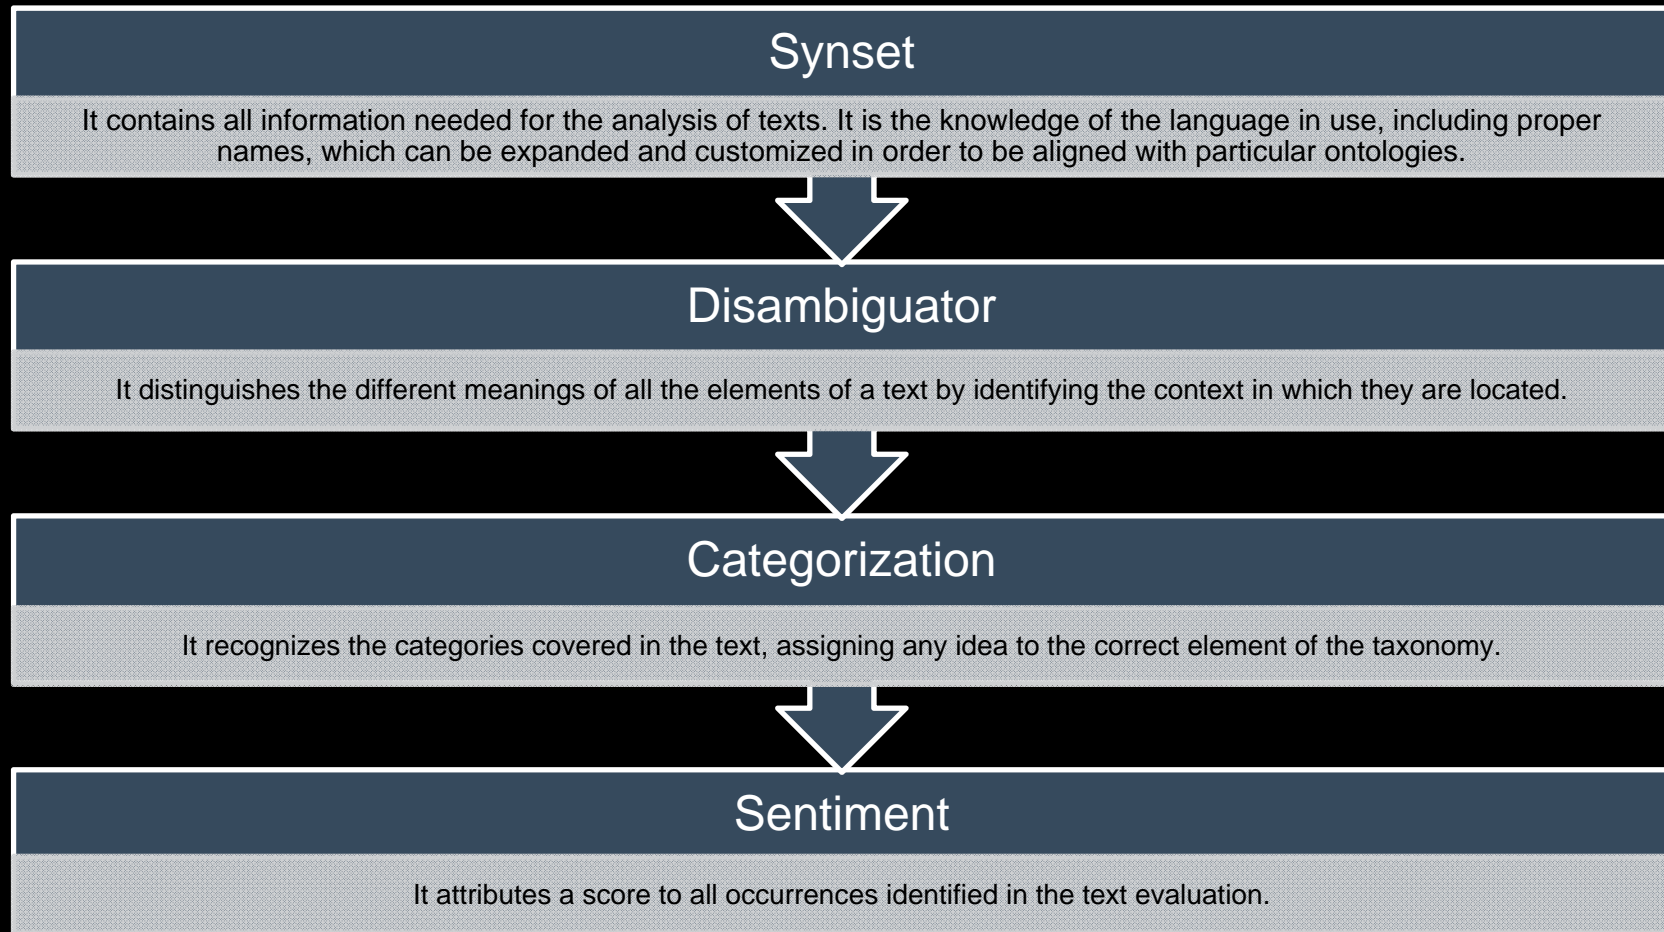 Synset
It contains all information needed for the analysis of texts. It is the knowledge of the language in use, including proper
names, which can be expanded and customized in order to be aligned with particular ontologies.
Disambiguator
It distinguishes the different meanings of all the elements of a text by identifying the context in which they are located.
Categorization
It recognizes the categories covered in the text, assigning any idea to the correct element of the taxonomy.
Sentiment
It attributes a score to all occurrences identified in the text evaluation.